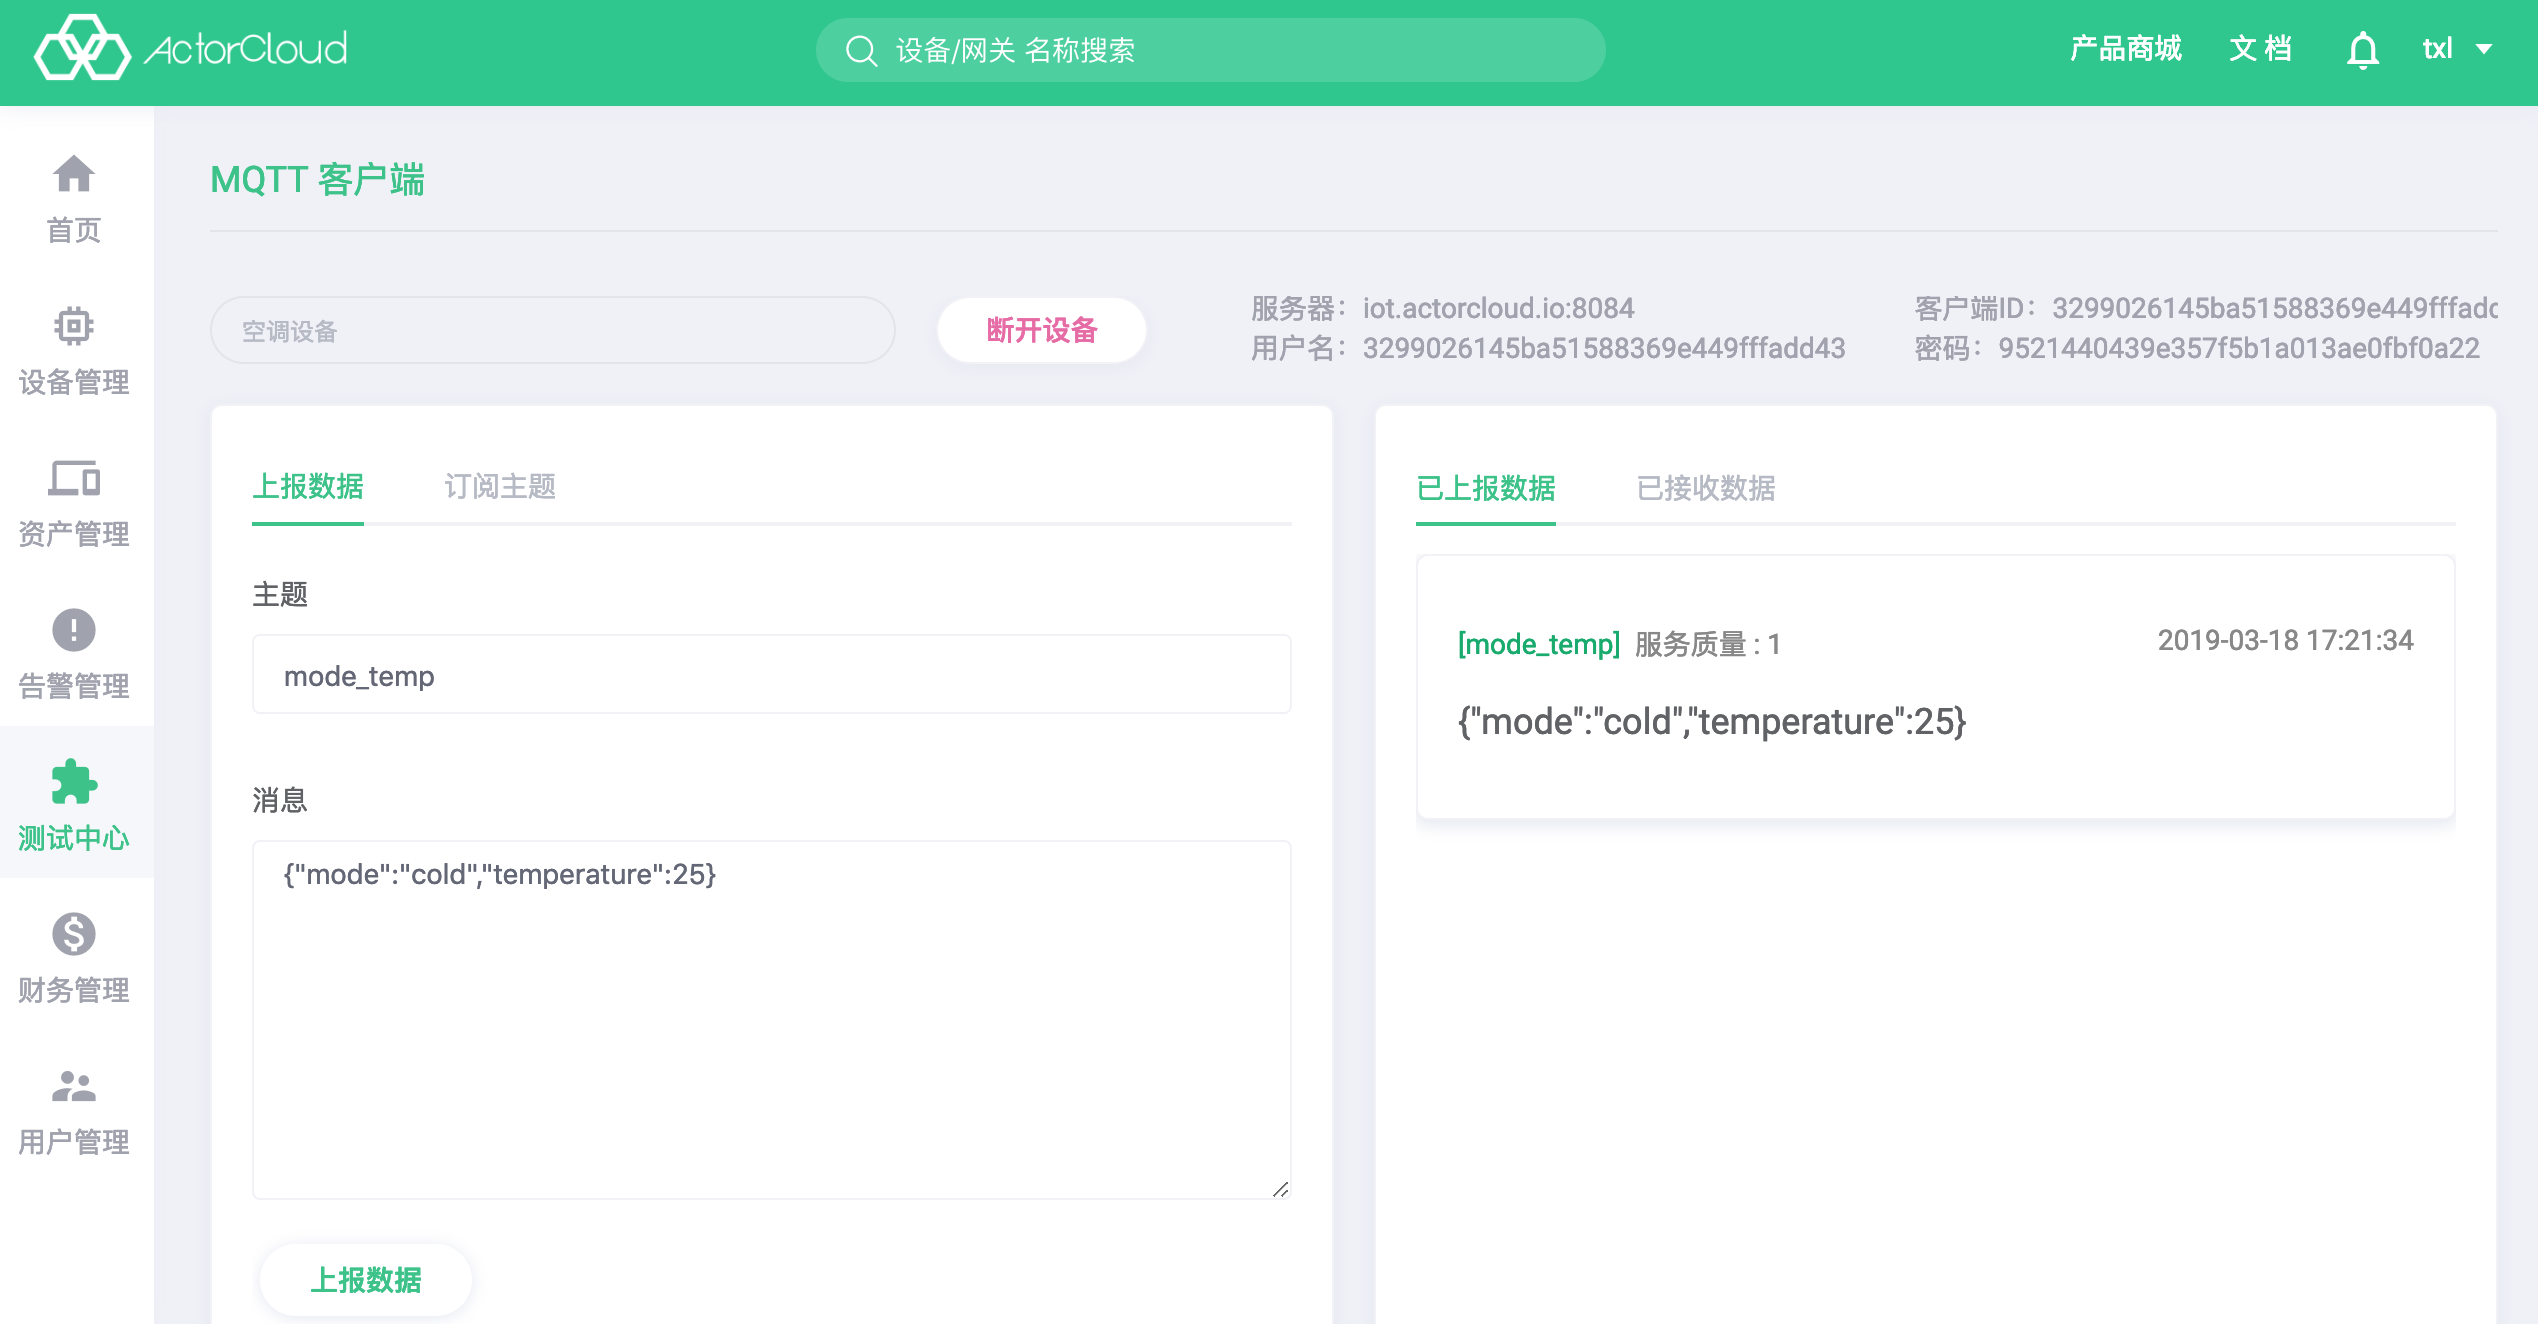 ActorCloud
设备/网关 名称搜索
产品商城
文 档
txl
首页
设备管理
资产管理
告警管理
测试中心
财务管理
用户管理
MQTT 客户端
空调设备
断开设备
服务器：iot.actorcloud.io:8084
用户名：3299026145ba51588369e449fffadd43
客户端ID：3299026145ba51588369e449fffadd
密码：9521440439e357f5b1a013ae0fbf0a22
上报数据
订阅主题
主题
mode_temp
消息
{"mode":"cold","temperature":25}
上报数据
已上报数据
已接收数据
[mode_temp] 服务质量 : 1
2019-03-18 17:21:34
{"mode":"cold","temperature":25}